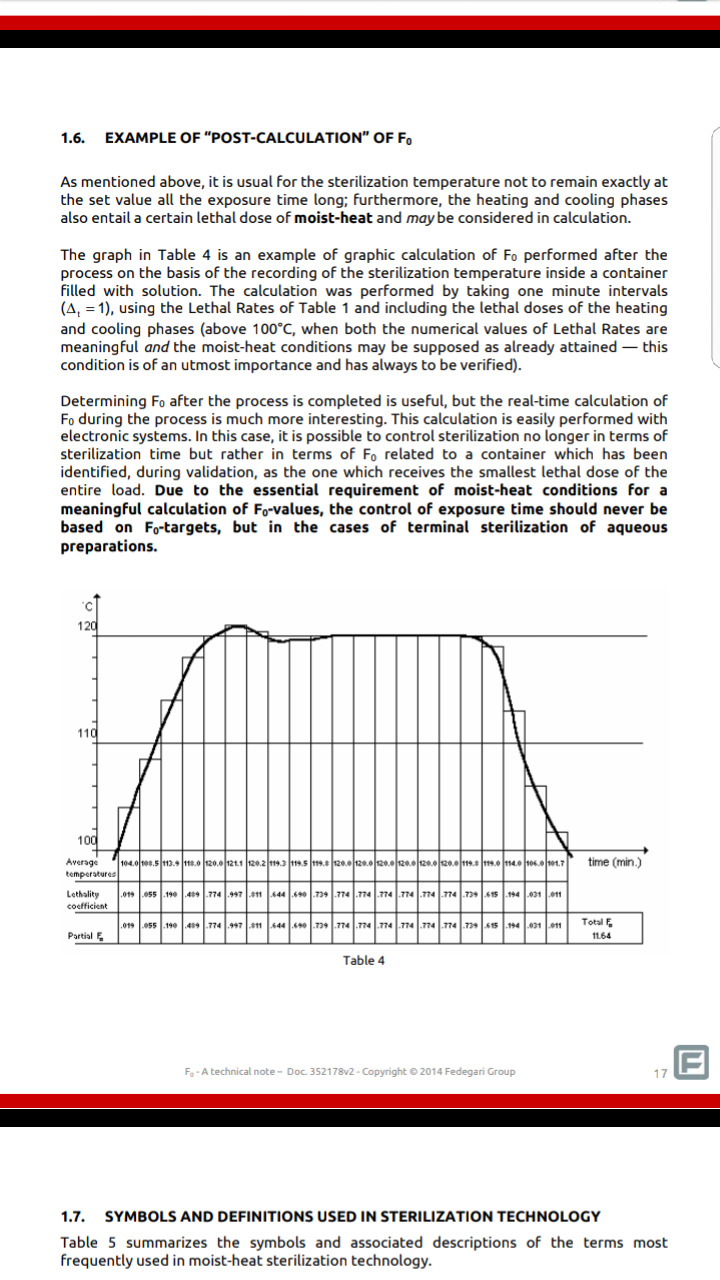 1.6. EXAMPLE OF “POST-CALCULATION” OF F₀
As mentioned above, it is usual for the sterilization temperature not to remain exactly at
the set value all the exposure time long; furthermore, the heating and cooling phases
also entail a certain lethal dose of moist-heat and may be considered in calculation.
The graph in Table 4 is an example of graphic calculation of F₀ performed after the
process on the basis of the recording of the sterilization temperature inside a container
filled with solution. The calculation was performed by taking one minute intervals
(Δₜ = 1), using the Lethal Rates of Table 1 and including the lethal doses of the heating
and cooling phases (above 100°C, when both the numerical values of Lethal Rates are
meaningful and the moist-heat conditions may be supposed as already attained — this
condition is of an utmost importance and has always to be verified).
Determining F₀ after the process is completed is useful, but the real-time calculation of
F₀ during the process is much more interesting. This calculation is easily performed with
electronic systems. In this case, it is possible to control sterilization no longer in terms of
sterilization time but rather in terms of F₀ related to a container which has been
identified, during validation, as the one which receives the smallest lethal dose of the
entire load. Due to the essential requirement of moist-heat conditions for a
meaningful calculation of F₀-values, the control of exposure time should never be
based on F₀-targets, but in the cases of terminal sterilization of aqueous
preparations.
°C
120
110
100
Average 104.0 108.5 113.9 118.0 120.0 121.1 120.2 119.3 119.5 119.8 120.0 120.0 120.0 120.0 120.0 120.0 119.8 119.0 114.0 106.0 101.7 time (min.)
temperatures
Lethality .019 .055 .190 .489 .774 .997 .811 .644 .690 .739 .774 .774 .774 .774 .774 .774 .739 .615 .194 .031 .011
coefficient
Partial F₀ .019 .055 .190 .489 .774 .997 .811 .644 .690 .739 .774 .774 .774 .774 .774 .774 .739 .615 .194 .031 .011 Total F₀
11.64
Table 4
F₀ - A technical note – Doc. 352178v2 - Copyright © 2014 Fedegari Group
17
F
1.7. SYMBOLS AND DEFINITIONS USED IN STERILIZATION TECHNOLOGY
Table 5 summarizes the symbols and associated descriptions of the terms most
frequently used in moist-heat sterilization technology.